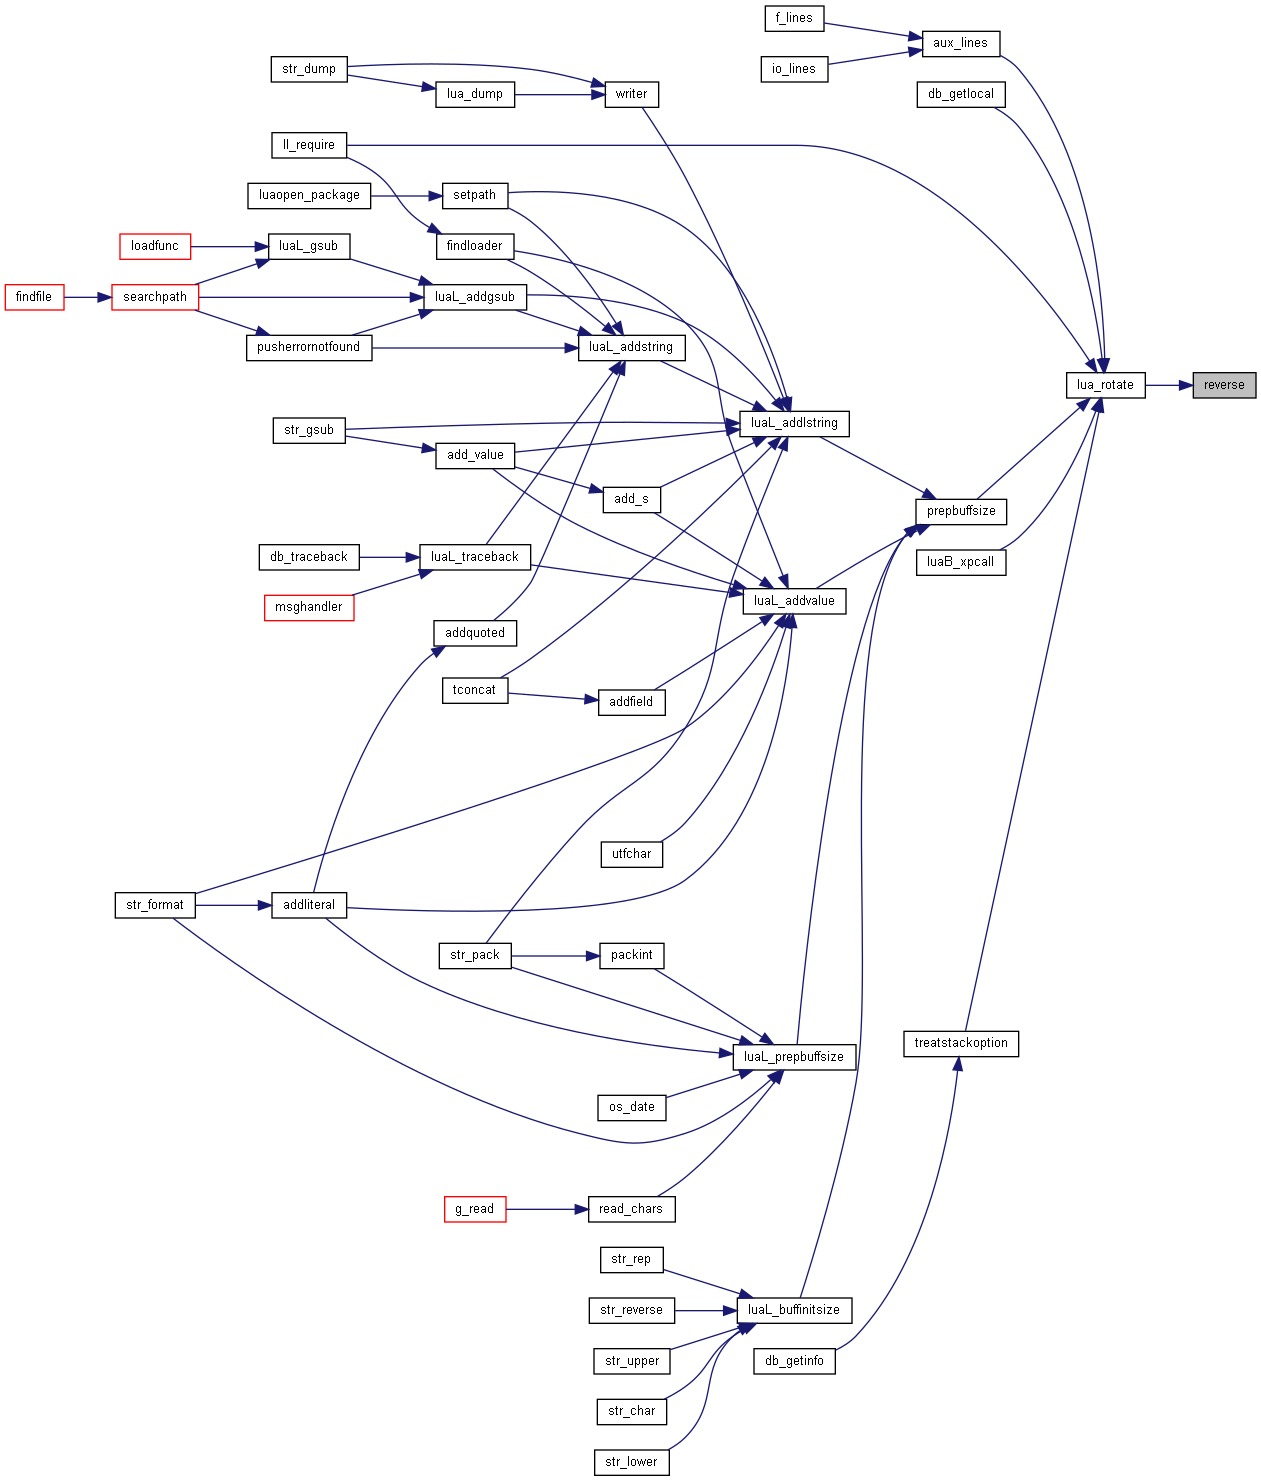 f_lines
aux_lines
io_lines
str_dump
lua_dump
writer
db_getlocal
ll_require
luaopen_package
setpath
loadfunc
luaL_gsub
findloader
findfile
searchpath
luaL_addgsub
pusherrornotfound
luaL_addstring
lua_rotate
reverse
str_gsub
luaL_addlstring
add_value
add_s
prepbuffsize
db_traceback
luaL_traceback
luaB_xpcall
msghandler
luaL_addvalue
addquoted
tconcat
addfield
utfchar
str_format
addliteral
str_pack
packint
treatstackoption
luaL_prepbuffsize
os_date
g_read
read_chars
str_rep
str_reverse
luaL_buffinitsize
str_upper
db_getinfo
str_char
str_lower